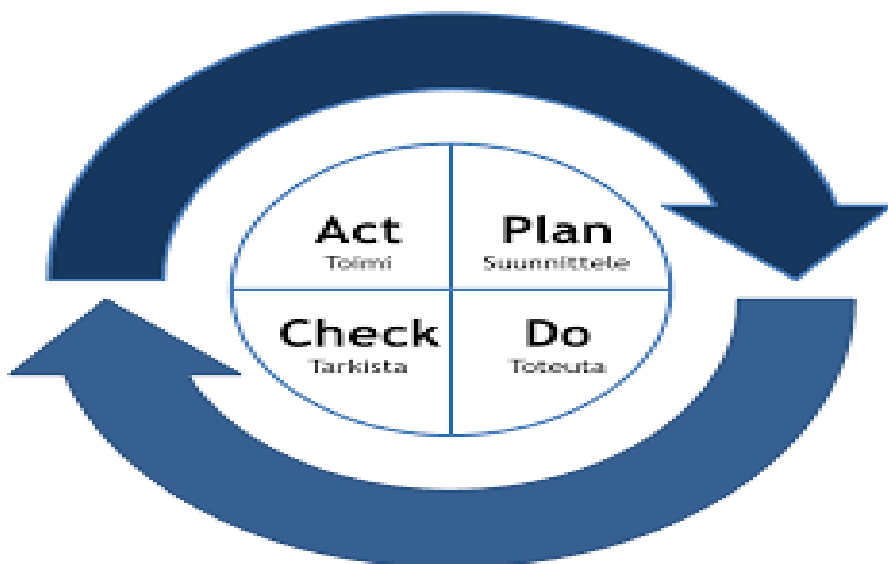 Act
Toimi
Plan
Suunnittele
Check
Tarkista
Do
Toteuta